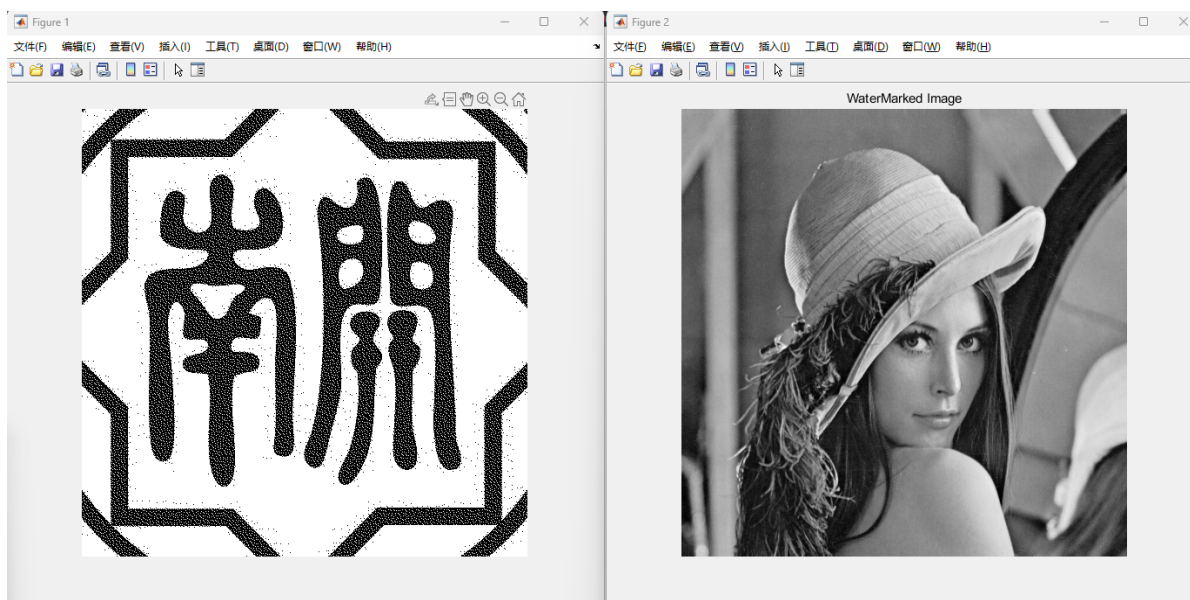 Figure 1
文件(F) 编辑(E) 查看(V) 插入(I) 工具(T) 桌面(D) 窗口(W) 帮助(H)
南開
Figure 2
文件(F) 编辑(E) 查看(V) 插入(I) 工具(T) 桌面(D) 窗口(W) 帮助(H)
WaterMarked Image